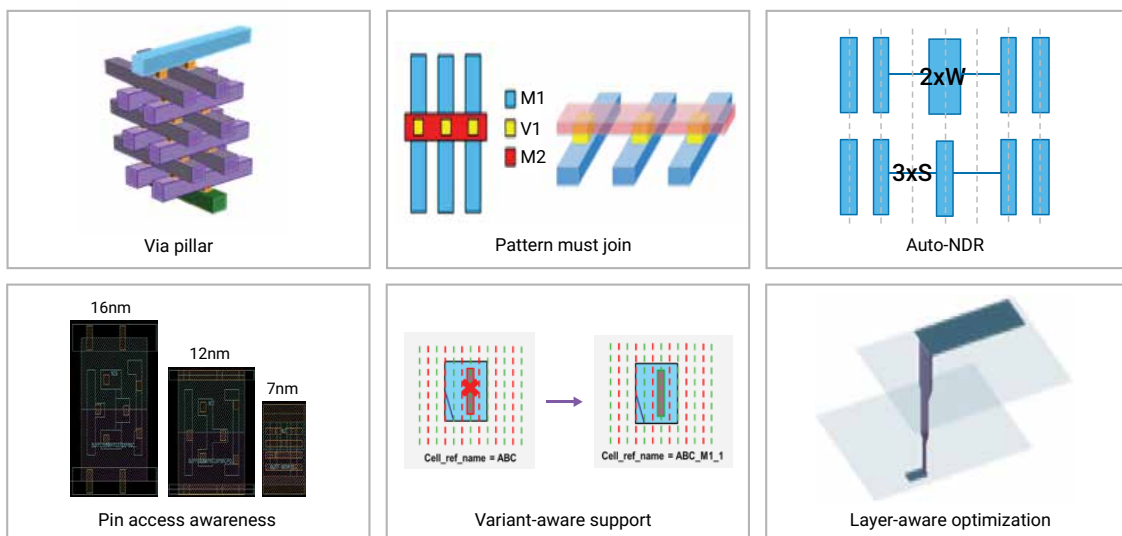 M1
V1
M2
2xW
3xS
Via pillar
Pattern must join
Auto-NDR
16nm
12nm
7nm
Cell_ref_name = ABC
Cell_ref_name = ABC_M1_1
Pin access awareness
Variant-aware support
Layer-aware optimization